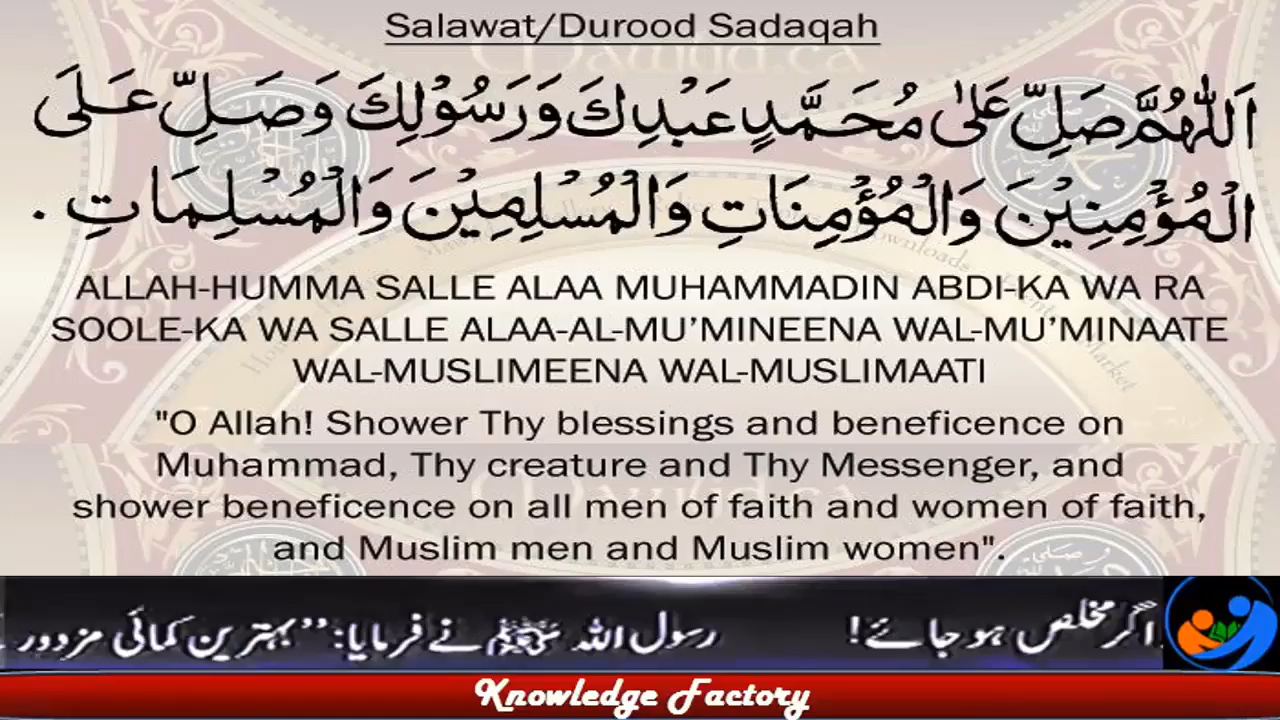 Salawat/Durood Sadaqah
اَللّٰهُمَّ صَلِّ عَلٰى مُحَمَّدٍ عَبْدِكَ وَرَسُوْلِكَ وَصَلِّ عَلَى
الْمُؤْمِنِيْنَ وَالْمُؤْمِنَاتِ وَالْمُسْلِمِيْنَ وَالْمُسْلِمَاتِ .
ALLAH-HUMMA SALLE ALAA MUHAMMADIN ABDI-KA WA RA
SOOLE-KA WA SALLE ALAA-AL-MU’MINEENA WAL-MU’MINAATE
WAL-MUSLIMEENA WAL-MUSLIMAATI
"O Allah! Shower Thy blessings and beneficence on
Muhammad, Thy creature and Thy Messenger, and
shower beneficence on all men of faith and women of faith,
and Muslim men and Muslim women".
اگر مخلص ہو جائے! رسول اللہ ﷺ نے فرمایا: ”بہترین کمائی مزدور
Knowledge Factory